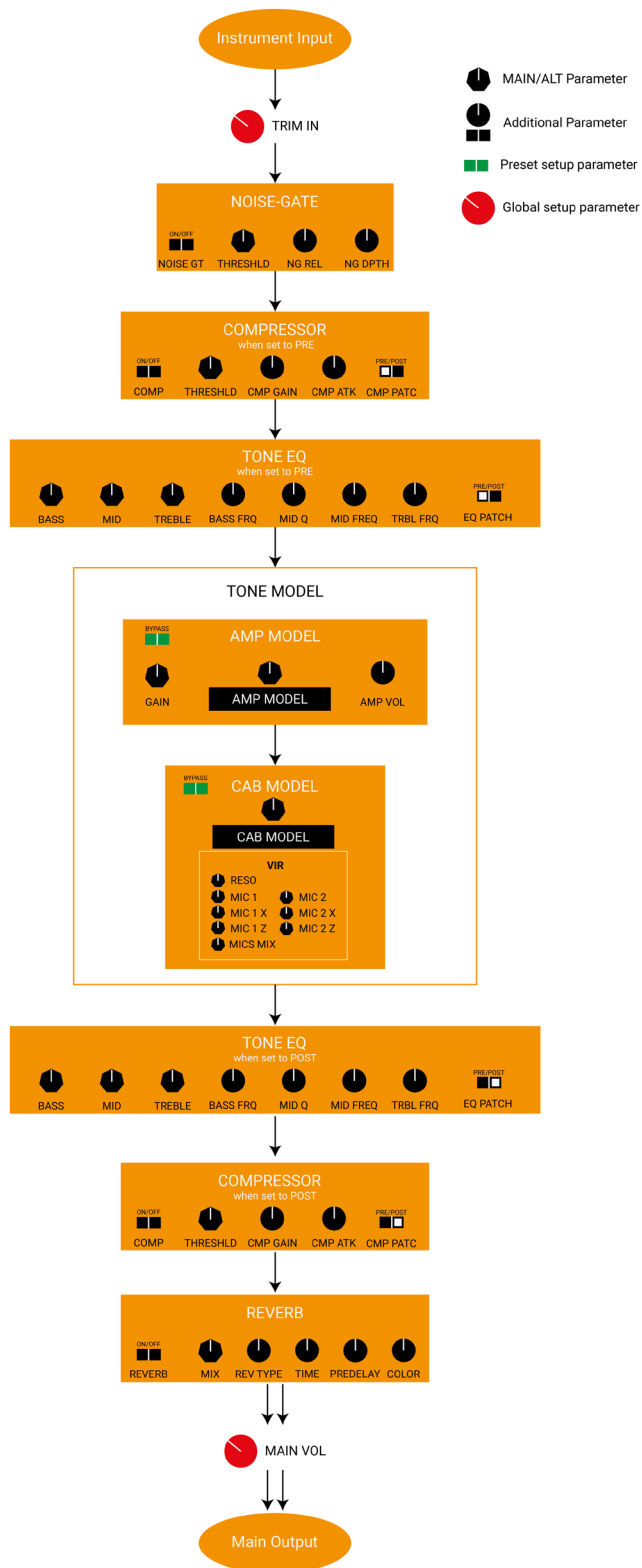 Instrument Input
MAIN/ALT Parameter
Additional Parameter
Preset setup parameter
Global setup parameter
TRIM IN
NOISE-GATE
ON/OFF
NOISE GT THRESHLD NG REL NG DPTH
COMPRESSOR
when set to PRE
ON/OFF PRE/POST
COMP THRESHLD CMP GAIN CMP ATK CMP PATC
TONE EQ
when set to PRE
PRE/POST
BASS MID TREBLE BASS FRQ MID Q MID FREQ TRBL FRQ EQ PATCH
TONE MODEL
BYPASS
AMP MODEL
GAIN AMP MODEL AMP VOL
BYPASS
CAB MODEL
CAB MODEL
VIR
RESO
MIC 1 MIC 2
MIC 1 X MIC 2 X
MIC 1 Z MIC 2 Z
MICS MIX
TONE EQ
when set to POST
PRE/POST
BASS MID TREBLE BASS FRQ MID Q MID FREQ TRBL FRQ EQ PATCH
COMPRESSOR
when set to POST
ON/OFF PRE/POST
COMP THRESHLD CMP GAIN CMP ATK CMP PATC
REVERB
ON/OFF
REVERB MIX REV TYPE TIME PREDELAY COLOR
MAIN VOL
Main Output